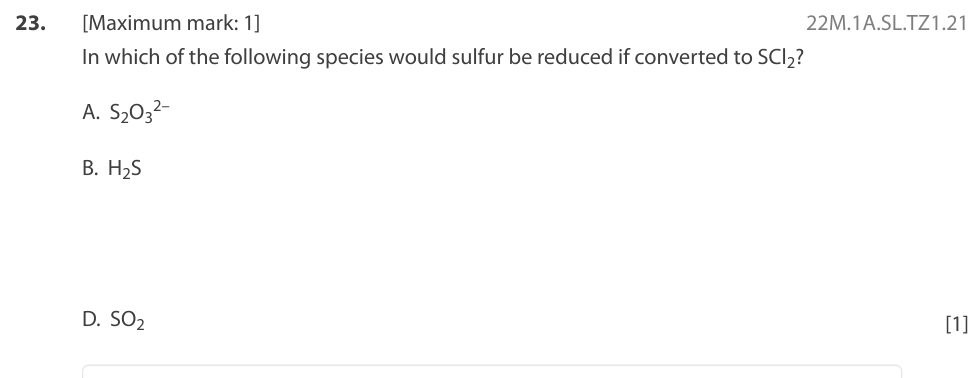 23. [Maximum mark: 1] 22M.1A.SL.TZ1.21
In which of the following species would sulfur be reduced if converted to SCl₂?
A. S₂O₃²⁻
B. H₂S
D. SO₂
[1]